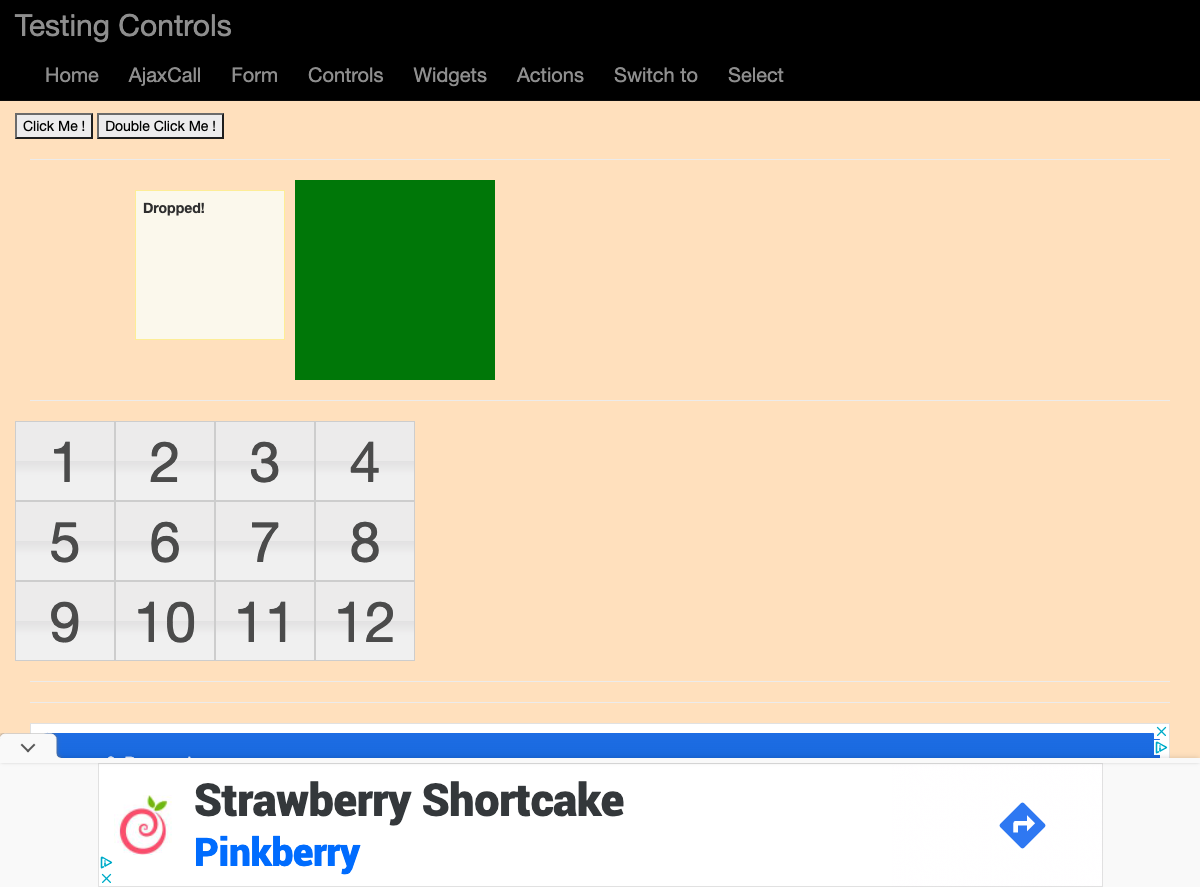 Testing Controls
Home AjaxCall Form Controls Widgets Actions Switch to Select
Click Me ! Double Click Me !
Dropped!
1 2 3 4
5 6 7 8
9 10 11 12
Strawberry Shortcake
Pinkberry